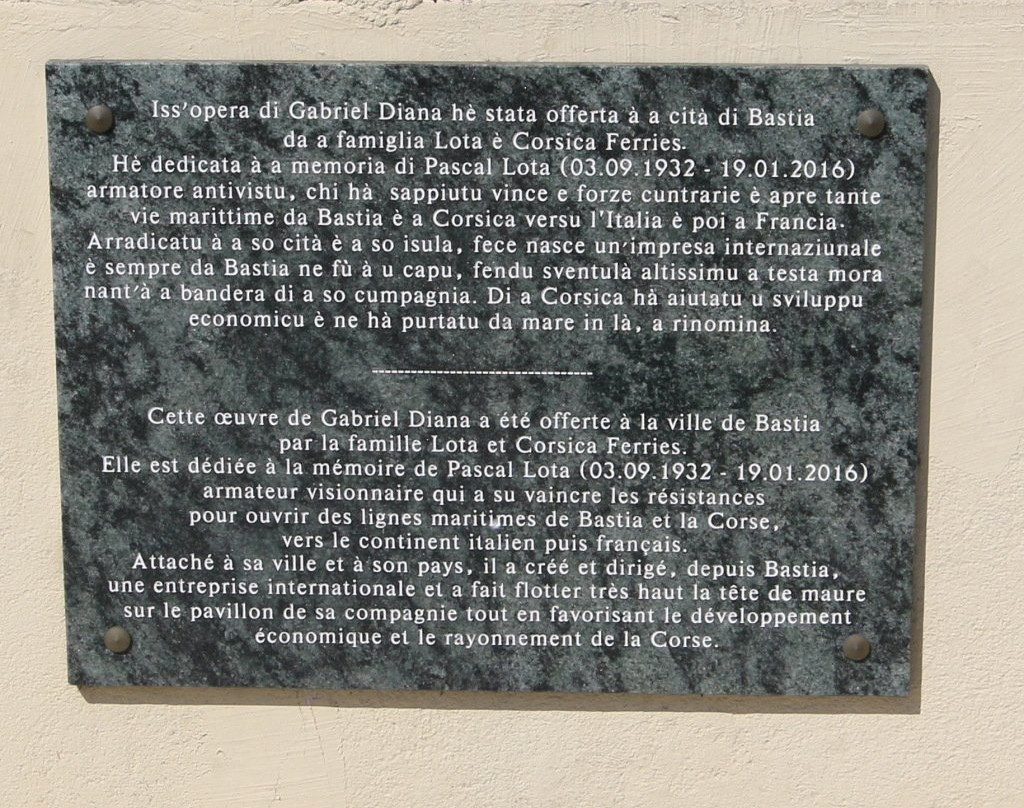 Iss'opera di Gabriel Diana hè stata offerta à a cità di Bastia
da a famiglia Lota è Corsica Ferries.
Hè dedicata à a memoria di Pascal Lota (03.09.1932 - 19.01.2016)
armatore antivistu, chi hà sappiutu vince e forze cuntrarie è apre tante
vie marittime da Bastia è a Corsica versu l'Italia è poi a Francia.
Arradicatu à a so cità è a so isula, fece nasce un'impresa internaziunale
è sempre da Bastia ne fù à u capu, fendu sventulà altissimu a testa mora
nant'à a bandera di a so cumpagnia. Di a Corsica hà aiutatu u sviluppu
economicu è ne hà purtatu da mare in là, a rinomina.
---------------------------------
Cette œuvre de Gabriel Diana a été offerte à la ville de Bastia
par la famille Lota et Corsica Ferries.
Elle est dédiée à la mémoire de Pascal Lota (03.09.1932 - 19.01.2016)
armateur visionnaire qui a su vaincre les résistances
pour ouvrir des lignes maritimes de Bastia et la Corse,
vers le continent italien puis français.
Attaché à sa ville et à son pays, il a créé et dirigé, depuis Bastia,
une entreprise internationale et a fait flotter très haut la tête de maure
sur le pavillon de sa compagnie tout en favorisant le développement
économique et le rayonnement de la Corse.